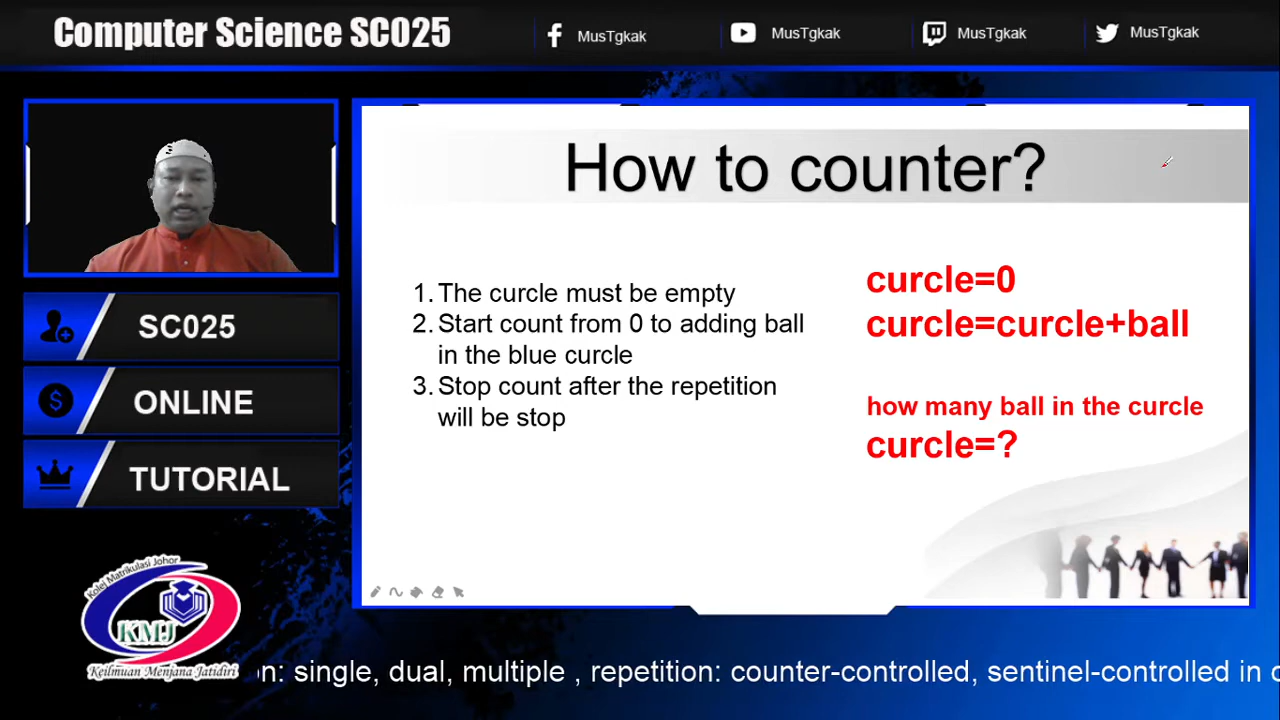 Computer Science SC025
MusTgkak
MusTgkak
MusTgkak
MusTgkak
SC025
ONLINE
TUTORIAL
Kolej Matrikulasi Johor
KMJ
Keilmuan Menjana Jatidiri
How to counter?
1. The curcle must be empty
2. Start count from 0 to adding ball
in the blue curcle
3. Stop count after the repetition
will be stop
curcle=0
curcle=curcle+ball
how many ball in the curcle
curcle=?
n: single, dual, multiple , repetition: counter-controlled, sentinel-controlled in